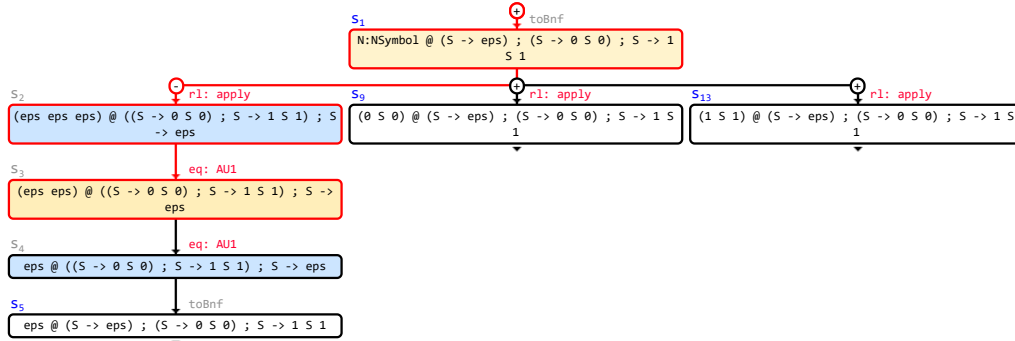 +
S1
toBnf
N:NSymbol @ (S -> eps) ; (S -> 0 S 0) ; S -> 1
S 1
-
+
+
S2
rl: apply
S9
rl: apply
S13
rl: apply
(eps eps eps) @ ((S -> 0 S 0) ; S -> 1 S 1) ; S
-> eps
(0 S 0) @ (S -> eps) ; (S -> 0 S 0) ; S -> 1 S
1
(1 S 1) @ (S -> eps) ; (S -> 0 S 0) ; S -> 1 S
1
S3
eq: AU1
(eps eps) @ ((S -> 0 S 0) ; S -> 1 S 1) ; S ->
eps
S4
eq: AU1
eps @ ((S -> 0 S 0) ; S -> 1 S 1) ; S -> eps
S5
toBnf
eps @ (S -> eps) ; (S -> 0 S 0) ; S -> 1 S 1